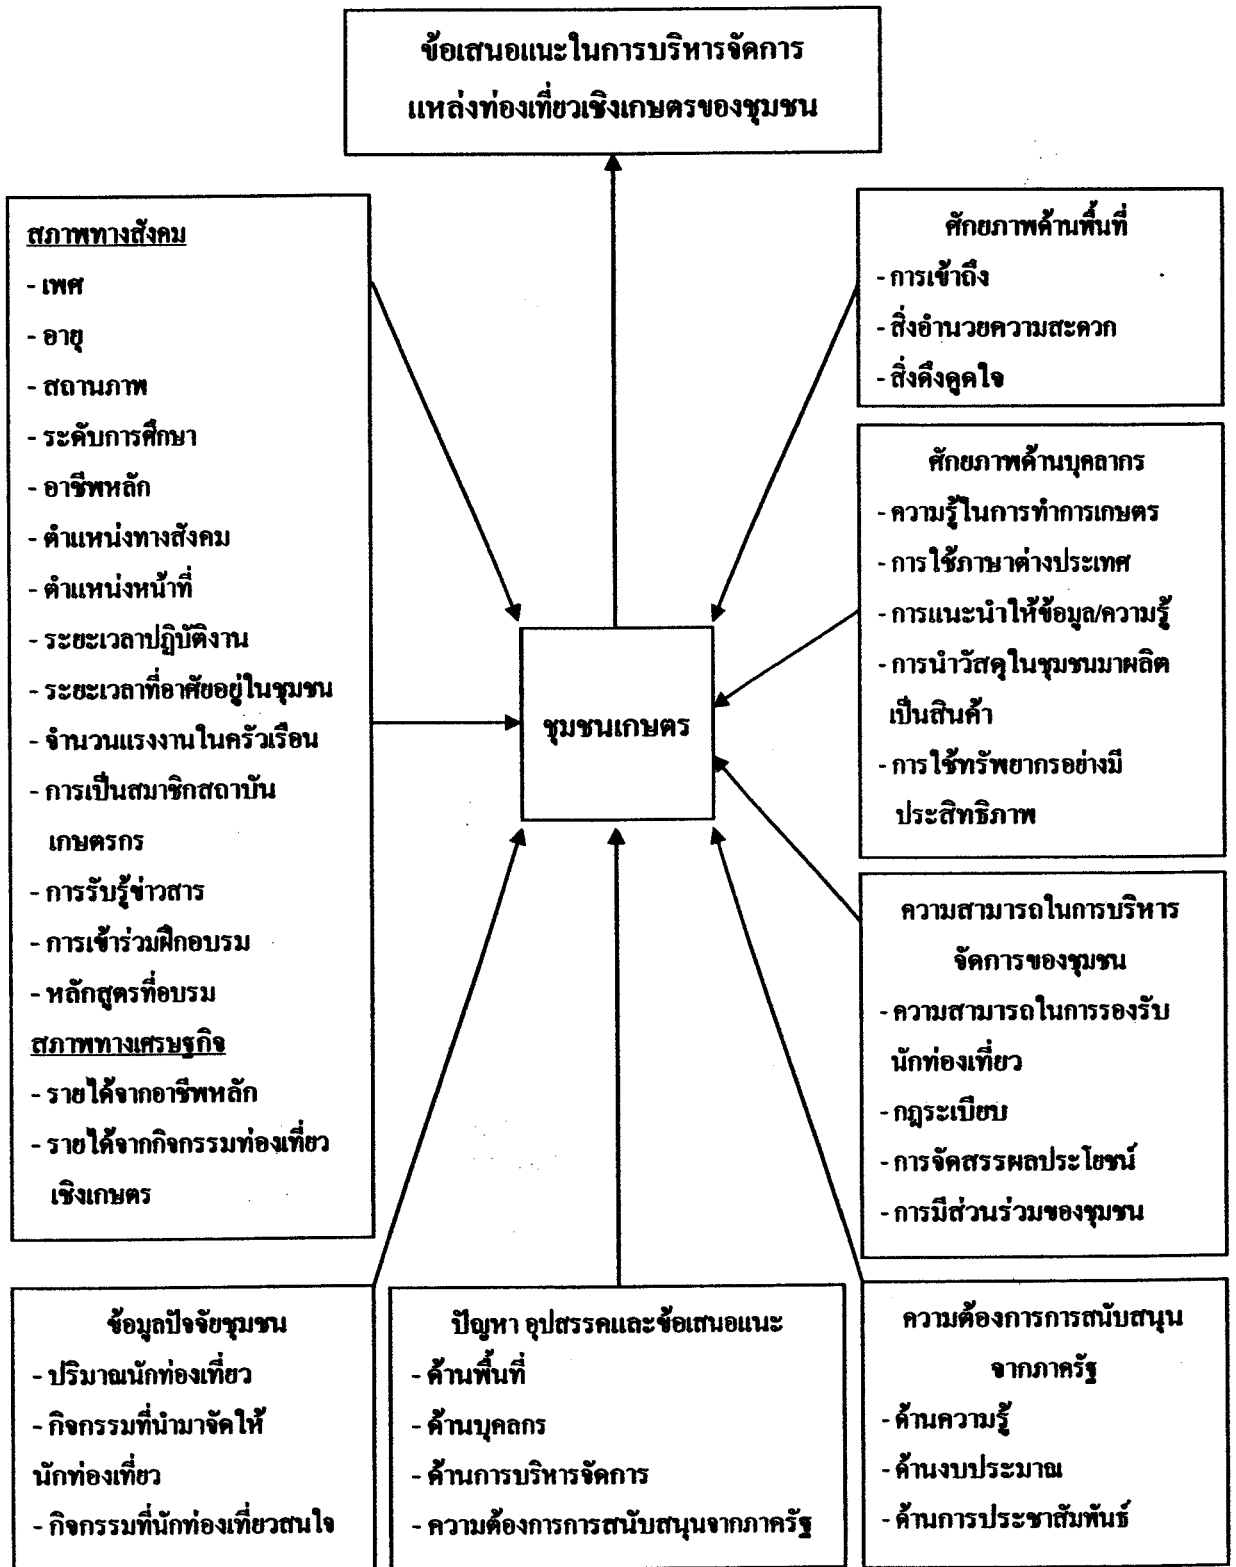 ข้อเสนอแนะในการบริหารจัดการ
แหล่งท่องเที่ยวเชิงเกษตรของชุมชน
สภาพทางสังคม
- เพศ
- อายุ
- สถานภาพ
- ระดับการศึกษา
- อาชีพหลัก
- ตำแหน่งทางสังคม
- ตำแหน่งหน้าที่
- ระยะเวลาปฏิบัติงาน
- ระยะเวลาที่อาศัยอยู่ในชุมชน
- จำนวนแรงงานในครัวเรือน
- การเป็นสมาชิกสถาบัน
เกษตรกร
- การรับรู้ข่าวสาร
- การเข้าร่วมฝึกอบรม
- หลักสูตรที่อบรม
สภาพทางเศรษฐกิจ
- รายได้จากอาชีพหลัก
- รายได้จากกิจกรรมท่องเที่ยว
เชิงเกษตร
ชุมชนเกษตร
ศักยภาพด้านพื้นที่
- การเข้าถึง
- สิ่งอำนวยความสะดวก
- สิ่งดึงดูดใจ
ศักยภาพด้านบุคลากร
- ความรู้ในการทำการเกษตร
- การใช้ภาษาต่างประเทศ
- การแนะนำให้ข้อมูล/ความรู้
- การนำวัสดุในชุมชนมาผลิต
เป็นสินค้า
- การใช้ทรัพยากรอย่างมี
ประสิทธิภาพ
ความสามารถในการบริหาร
จัดการของชุมชน
- ความสามารถในการรองรับ
นักท่องเที่ยว
- กฎระเบียบ
- การจัดสรรผลประโยชน์
- การมีส่วนร่วมของชุมชน
ข้อมูลปัจจัยชุมชน
- ปริมาณนักท่องเที่ยว
- กิจกรรมที่นำมาจัดให้
นักท่องเที่ยว
- กิจกรรมที่นักท่องเที่ยวสนใจ
ปัญหา อุปสรรคและข้อเสนอแนะ
- ด้านพื้นที่
- ด้านบุคลกร
- ด้านการบริหารจัดการ
- ความต้องการการสนับสนุนจากภาครัฐ
ความต้องการการสนับสนุน
จากภาครัฐ
- ด้านความรู้
- ด้านงบประมาณ
- ด้านการประชาสัมพันธ์